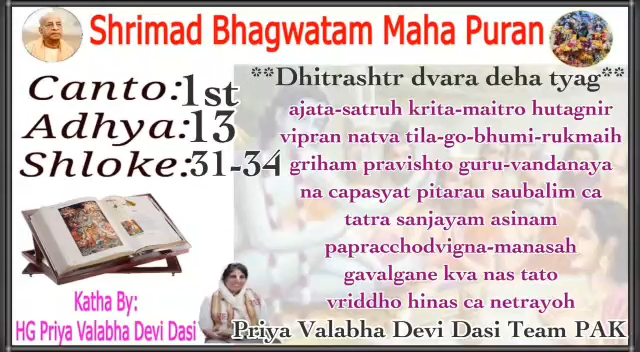 Shrimad Bhagwatam Maha Puran
Canto:1st
Adhya:13
Shloke:31-34
**Dhitrashtr dvara deha tyag**
ajata-satruh krita-maitro hutagnir
vipran natva tila-go-bhumi-rukmaih
griham pravishto guru-vandanaya
na capasyat pitarau saubalim ca
tatra sanjayam asinam
papracchodvigna-manasah
gavalgane kva nas tato
vriddho hinas ca netrayoh
Katha By:
HG Priya Valabha Devi Dasi
Priya Valabha Devi Dasi Team PAK